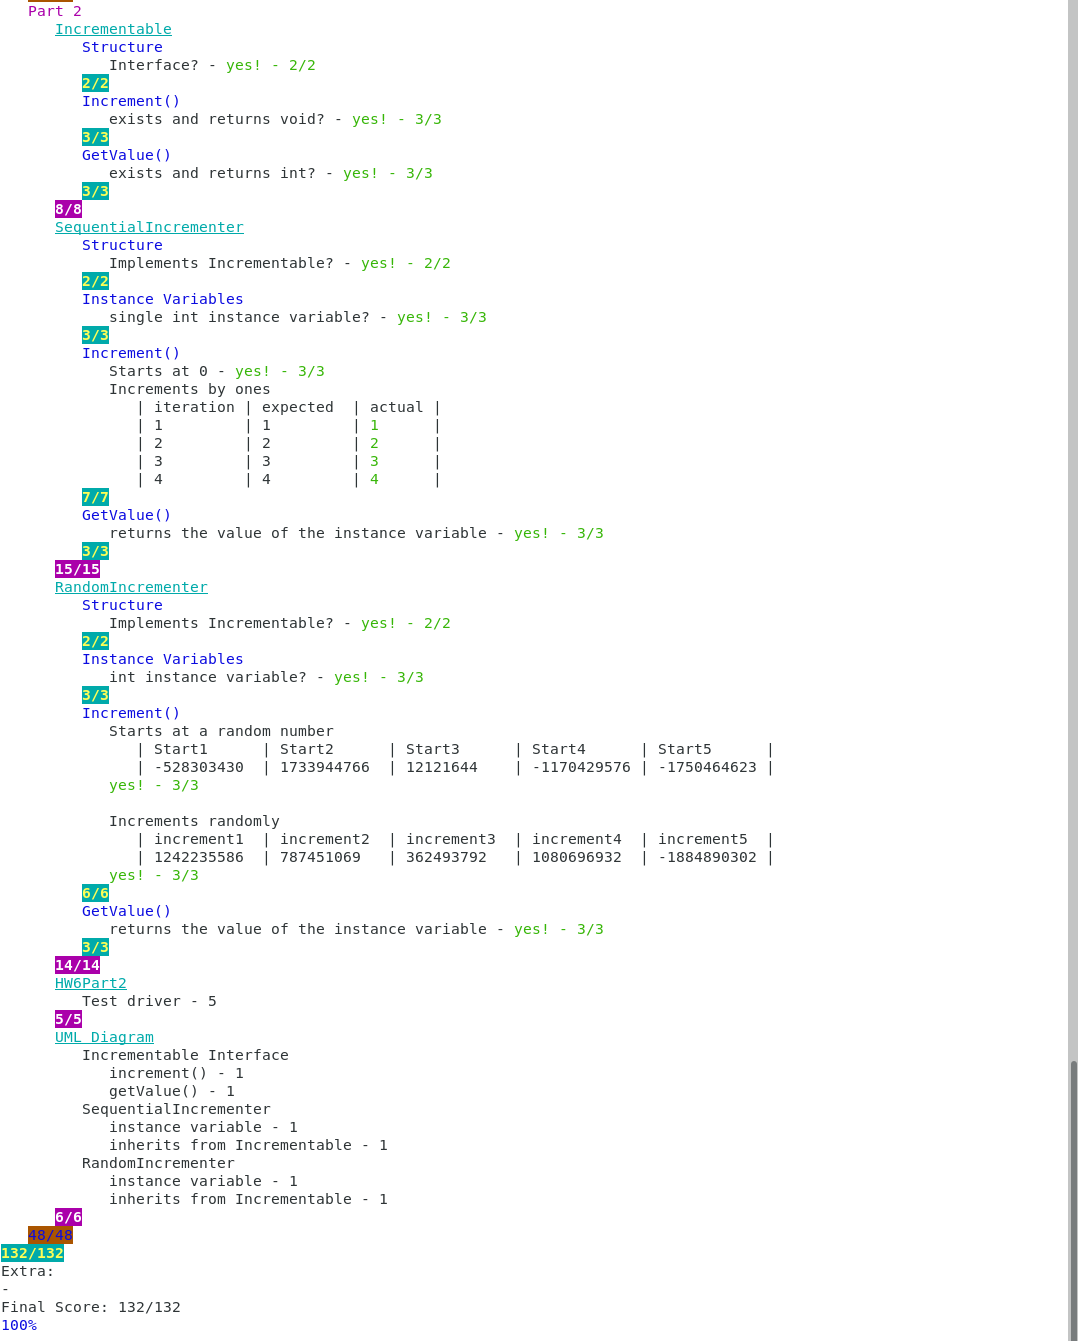 Part 2
Incrementable
Structure
Interface? - yes! - 2/2
2/2
Increment()
exists and returns void? - yes! - 3/3
3/3
GetValue()
exists and returns int? - yes! - 3/3
3/3
8/8
SequentialIncrementer
Structure
Implements Incrementable? - yes! - 2/2
2/2
Instance Variables
single int instance variable? - yes! - 3/3
3/3
Increment()
Starts at 0 - yes! - 3/3
Increments by ones
| iteration | expected  | actual |
| 1         | 1         | 1      |
| 2         | 2         | 2      |
| 3         | 3         | 3      |
| 4         | 4         | 4      |
7/7
GetValue()
returns the value of the instance variable - yes! - 3/3
3/3
15/15
RandomIncrementer
Structure
Implements Incrementable? - yes! - 2/2
2/2
Instance Variables
int instance variable? - yes! - 3/3
3/3
Increment()
Starts at a random number
| Start1      | Start2      | Start3      | Start4      | Start5      |
| -528303430  | 1733944766  | 12121644    | -1170429576 | -1750464623 |
yes! - 3/3
Increments randomly
| increment1  | increment2  | increment3  | increment4  | increment5  |
| 1242235586  | 787451069   | 362493792   | 1080696932  | -1884890302 |
yes! - 3/3
6/6
GetValue()
returns the value of the instance variable - yes! - 3/3
3/3
14/14
HW6Part2
Test driver - 5
5/5
UML Diagram
Incrementable Interface
increment() - 1
getValue() - 1
SequentialIncrementer
instance variable - 1
inherits from Incrementable - 1
RandomIncrementer
instance variable - 1
inherits from Incrementable - 1
6/6
48/48
132/132
Extra:
-
Final Score: 132/132
100%